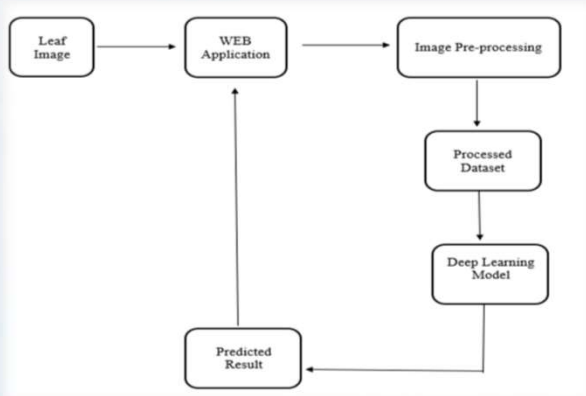 Leaf
Image
WEB
Application
Image Pre-processing
Processed
Dataset
Deep Learning
Model
Predicted
Result